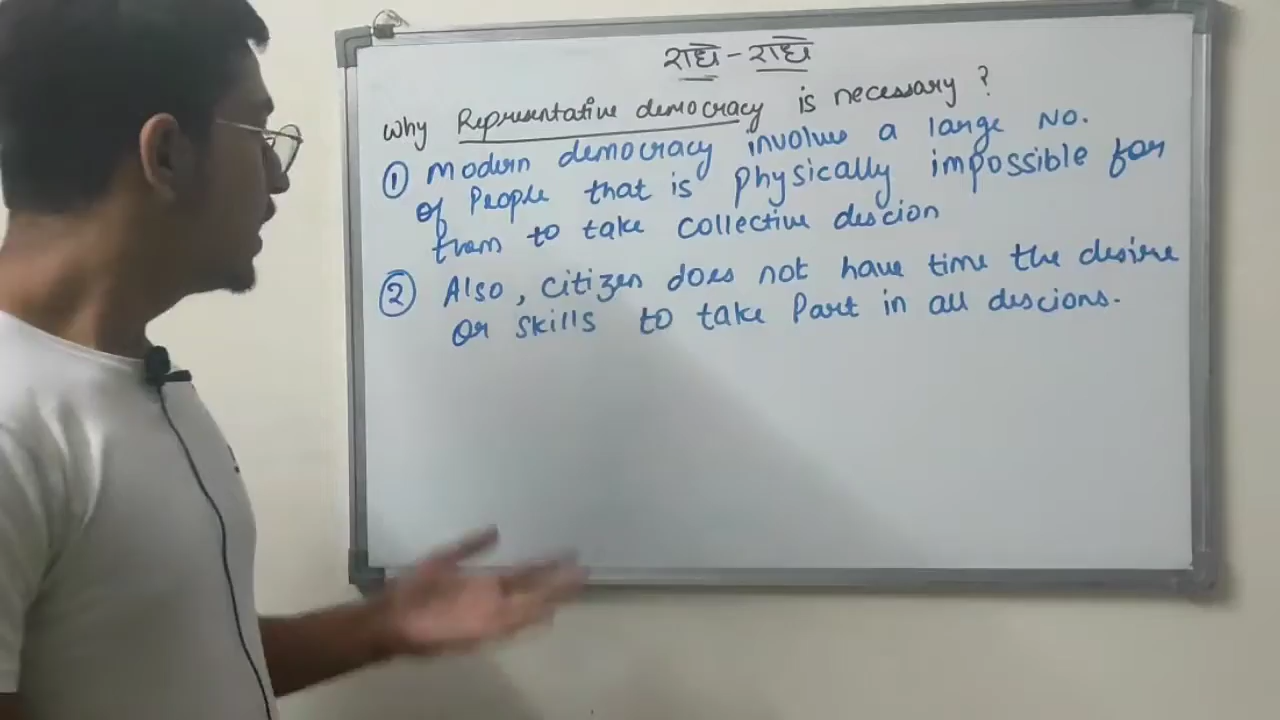 राधे - राधे
Why Representative democracy is necessary ?
① Modern democracy involves a large No.
of People that is physically impossible for
them to take collective descion
② Also, citizen does not have time the desire
or skills to take Part in all descions.